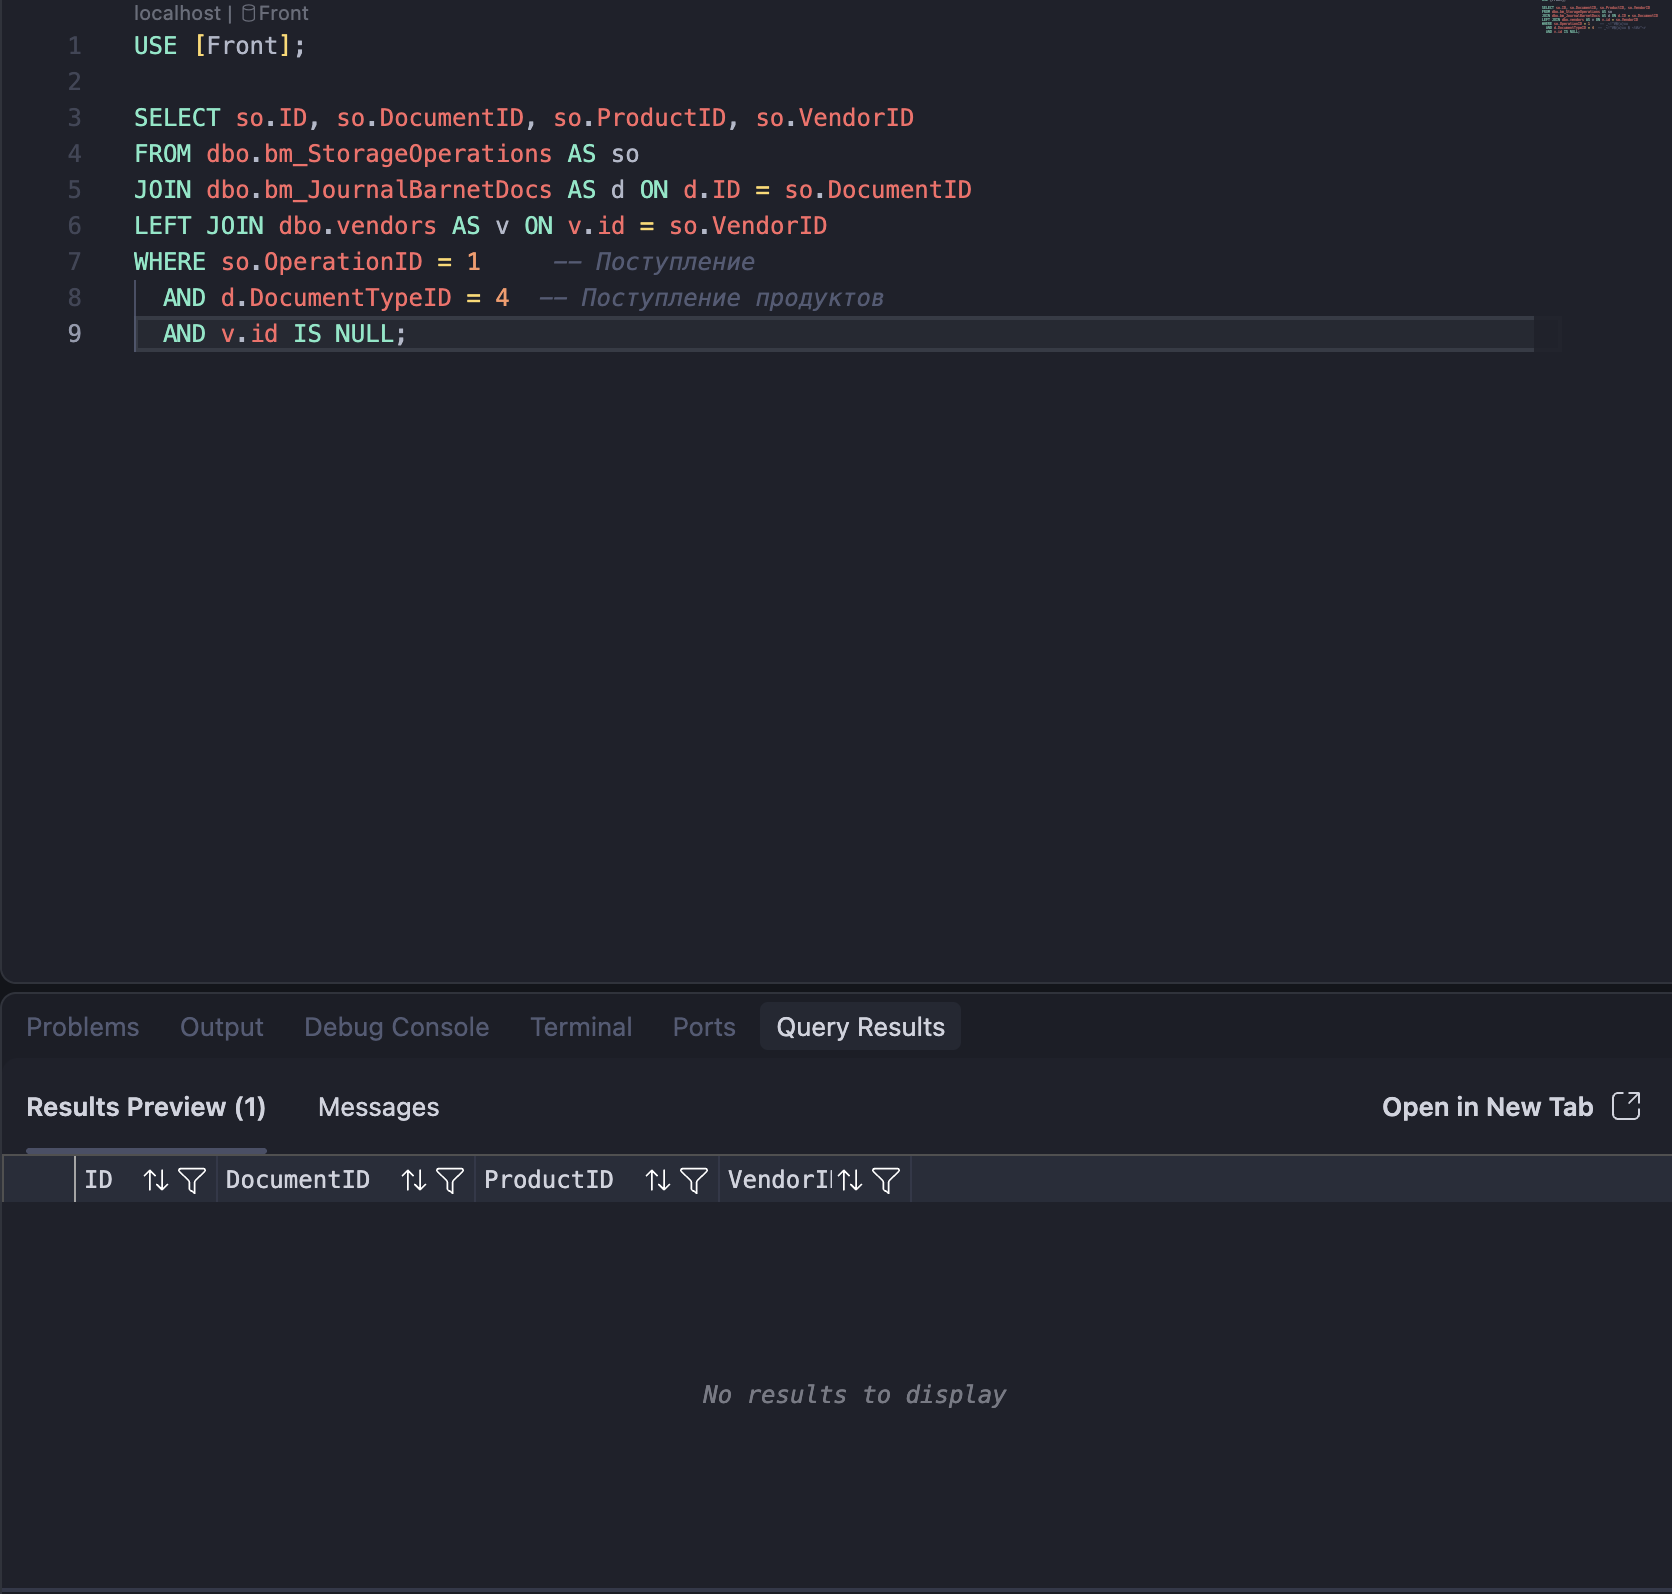 localhost | Front
1 USE [Front];
2
3 SELECT so.ID, so.DocumentID, so.ProductID, so.VendorID
4 FROM dbo.bm_StorageOperations AS so
5 JOIN dbo.bm_JournalBarnetDocs AS d ON d.ID = so.DocumentID
6 LEFT JOIN dbo.vendors AS v ON v.id = so.VendorID
7 WHERE so.OperationID = 1 -- Поступление
8 AND d.DocumentTypeID = 4 -- Поступление продуктов
9 AND v.id IS NULL;
Problems Output Debug Console Terminal Ports Query Results
Results Preview (1) Messages Open in New Tab
ID DocumentID ProductID VendorI
No results to display